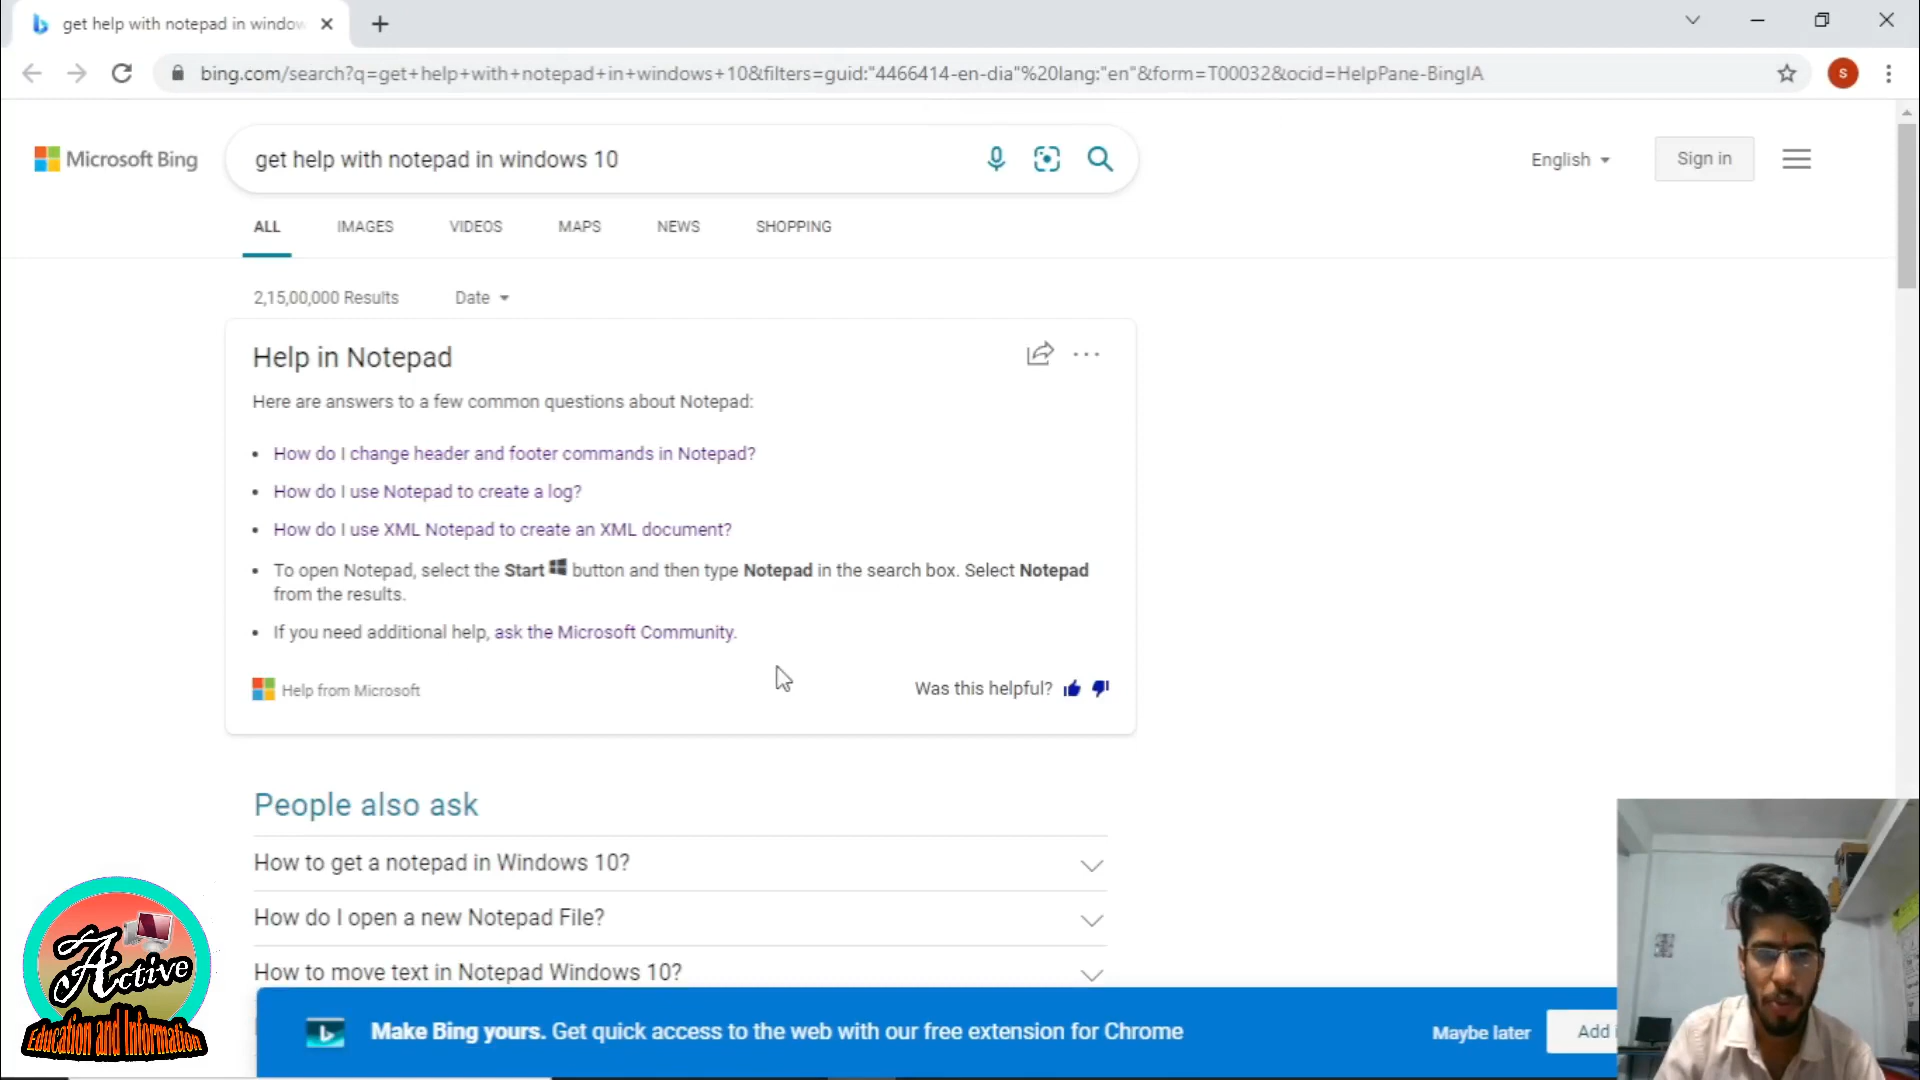 get help with notepad in window
bing.com/search?q=get+help+with+notepad+in+windows+10&filters=guid:"4466414-en-dia"%20lang:"en"&form=T00032&ocid=HelpPane-BingIA
S
Microsoft Bing
get help with notepad in windows 10
English
Sign in
ALL IMAGES VIDEOS MAPS NEWS SHOPPING
2,15,00,000 Results Date
Help in Notepad
Here are answers to a few common questions about Notepad:
• How do I change header and footer commands in Notepad?
• How do I use Notepad to create a log?
• How do I use XML Notepad to create an XML document?
• To open Notepad, select the Start button and then type Notepad in the search box. Select Notepad
from the results.
• If you need additional help, ask the Microsoft Community.
Help from Microsoft
Was this helpful?
People also ask
How to get a notepad in Windows 10?
How do I open a new Notepad File?
How to move text in Notepad Windows 10?
Make Bing yours. Get quick access to the web with our free extension for Chrome
Maybe later
Add
Active
Education and Information